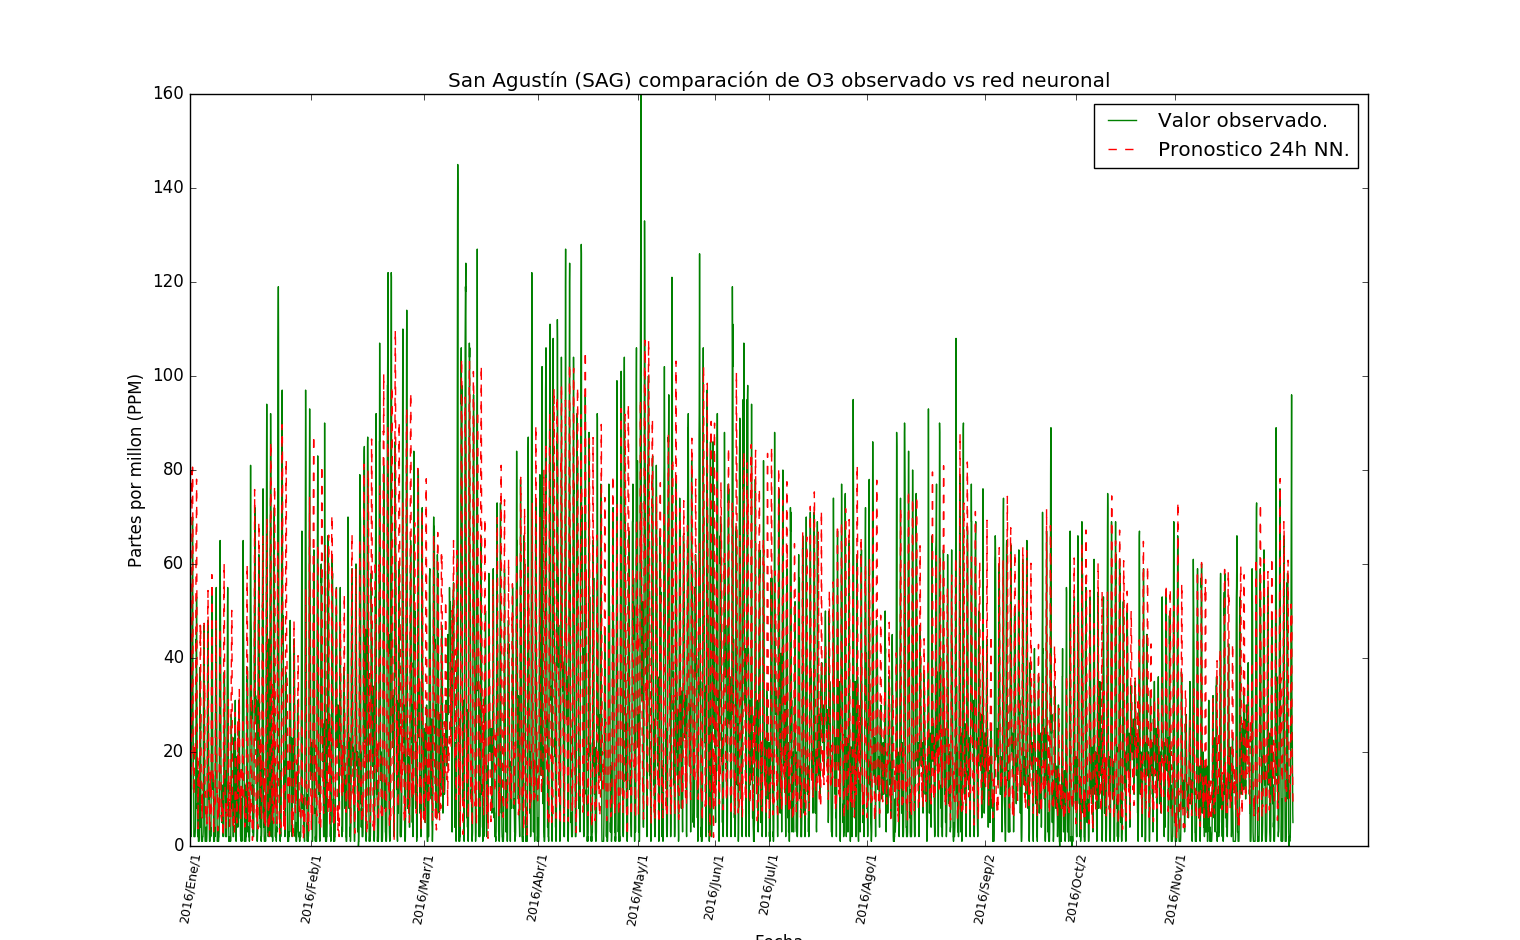 San Agustín (SAG) comparación de O3 observado vs red neuronal
Valor observado.
Pronostico 24h NN.
Partes por millon (PPM)
160
140
120
100
80
60
40
20
0
2016/Ene/1
2016/Feb/1
2016/Mar/1
2016/Abr/1
2016/May/1
2016/Jun/1
2016/Jul/1
2016/Ago/1
2016/Sep/2
2016/Oct/2
2016/Nov/1
Fecha